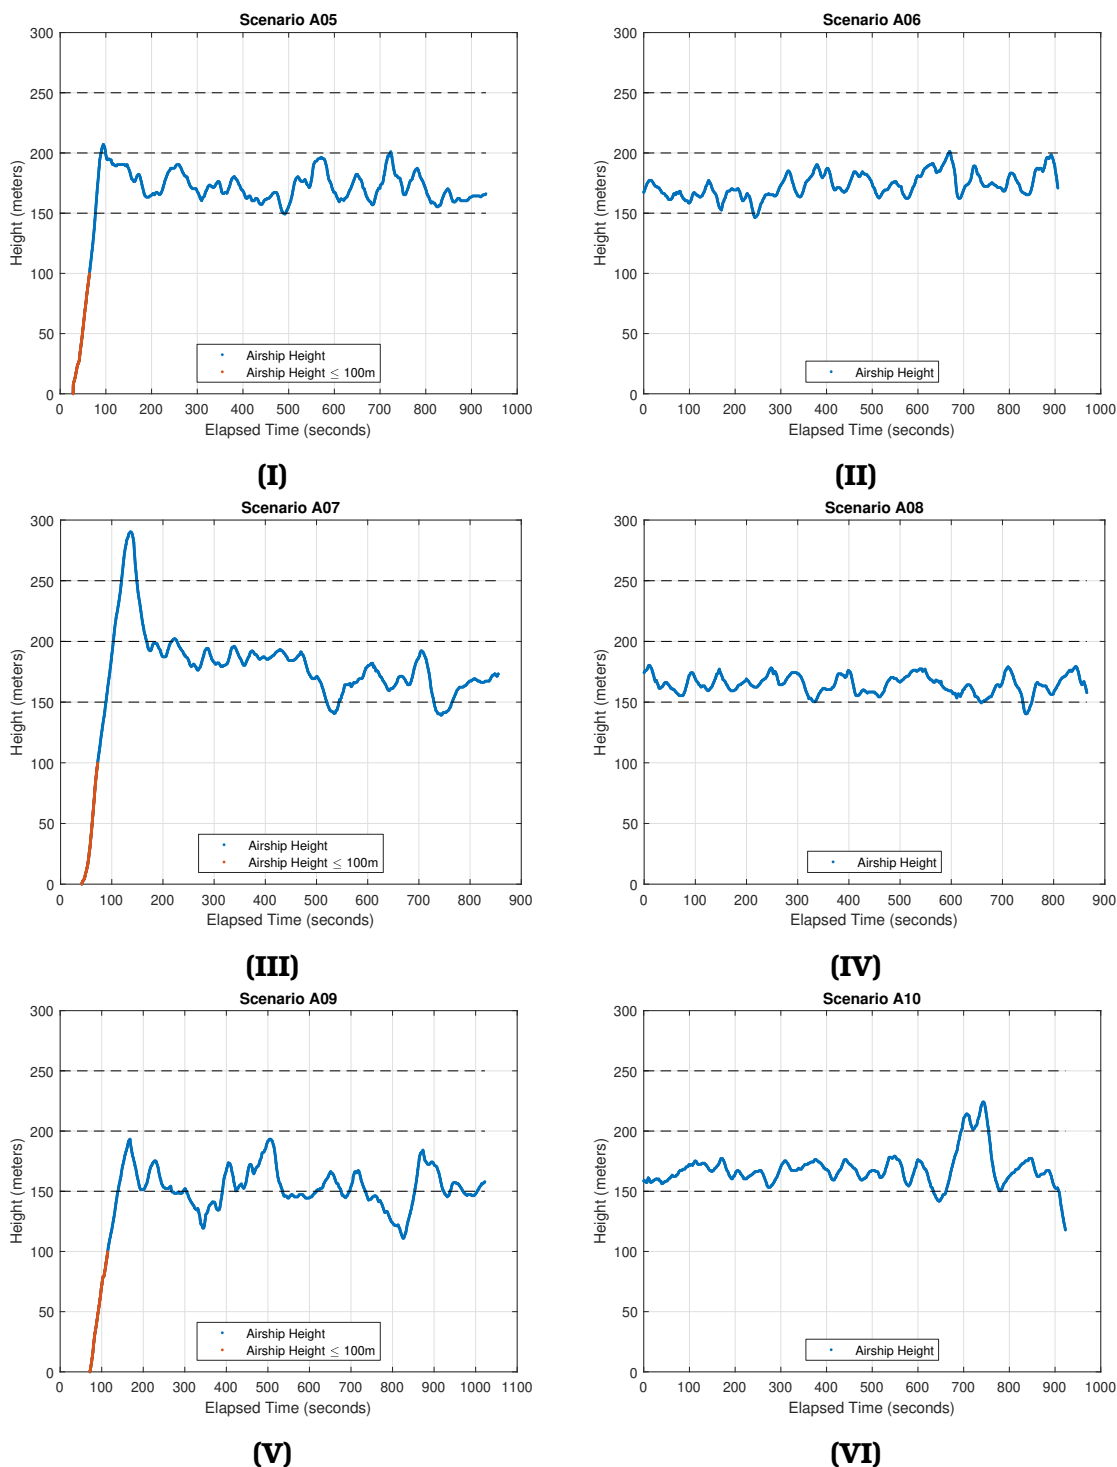 Scenario A05
300
250
200
150
100
50
0
Height (meters)
Airship Height
Airship Height ≤ 100m
0 100 200 300 400 500 600 700 800 900 1000
Elapsed Time (seconds)
(I)
Scenario A06
300
250
200
150
100
50
0
Height (meters)
Airship Height
0 100 200 300 400 500 600 700 800 900 1000
Elapsed Time (seconds)
(II)
Scenario A07
300
250
200
150
100
50
0
Height (meters)
Airship Height
Airship Height ≤ 100m
0 100 200 300 400 500 600 700 800 900
Elapsed Time (seconds)
(III)
Scenario A08
300
250
200
150
100
50
0
Height (meters)
Airship Height
0 100 200 300 400 500 600 700 800 900
Elapsed Time (seconds)
(IV)
Scenario A09
300
250
200
150
100
50
0
Height (meters)
Airship Height
Airship Height ≤ 100m
0 100 200 300 400 500 600 700 800 900 1000 1100
Elapsed Time (seconds)
(V)
Scenario A10
300
250
200
150
100
50
0
Height (meters)
Airship Height
0 100 200 300 400 500 600 700 800 900 1000
Elapsed Time (seconds)
(VI)